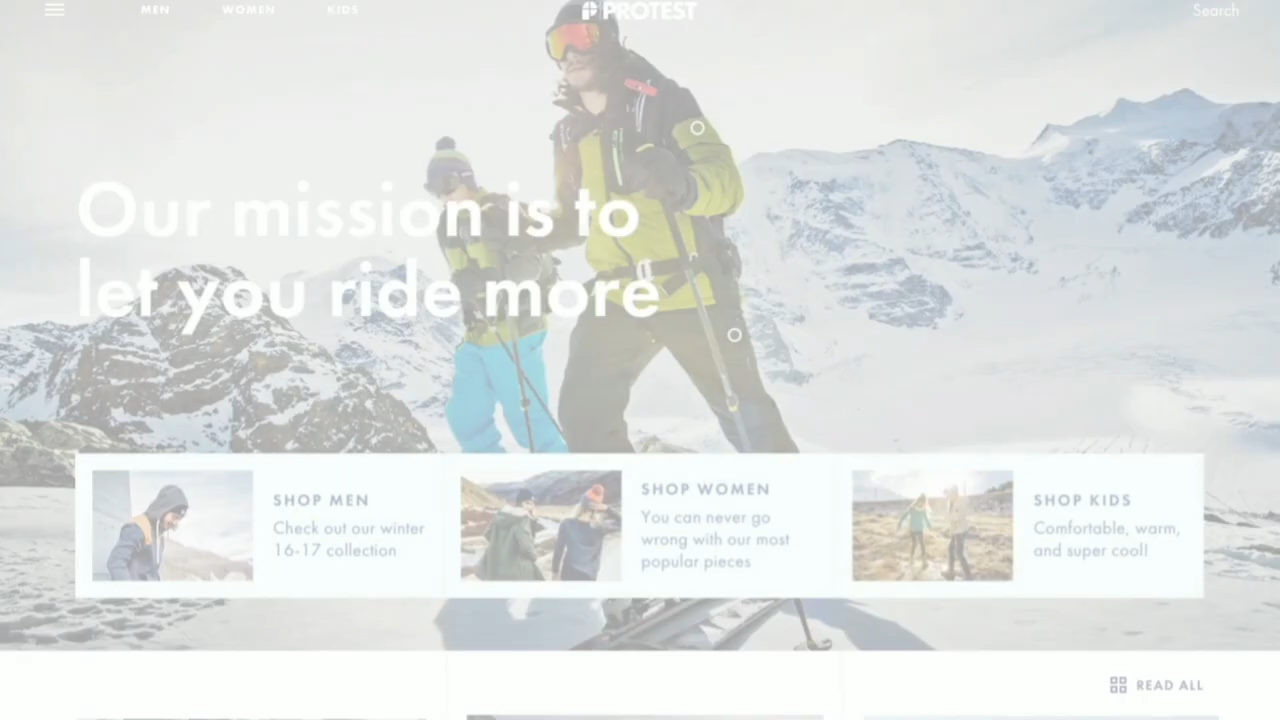 MEN WOMEN KIDS PROTEST Search
Our mission is to
let you ride more
SHOP MEN
Check out our winter
16-17 collection
SHOP WOMEN
You can never go
wrong with our most
popular pieces
SHOP KIDS
Comfortable, warm,
and super cool!
READ ALL